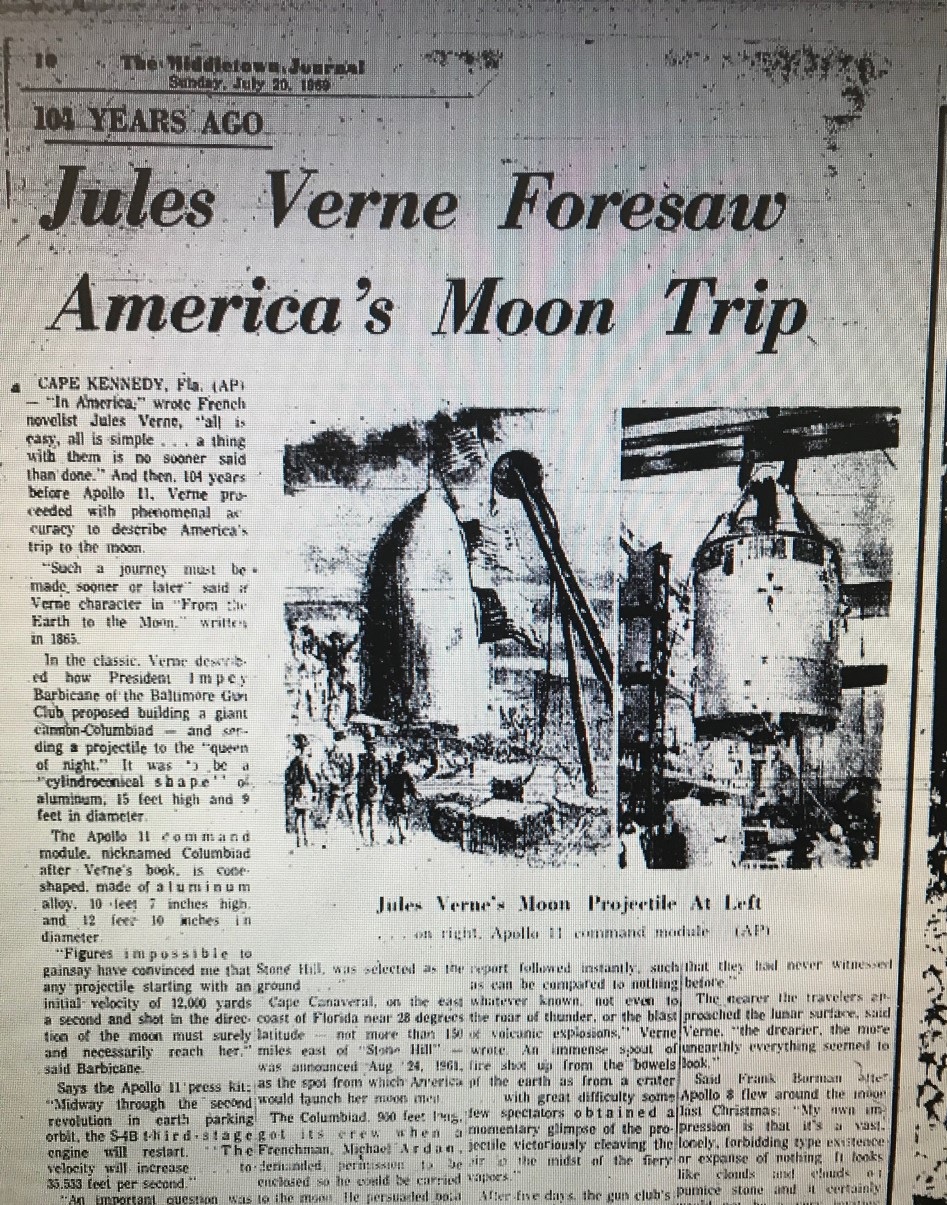 10
The Middletown Journal
Sunday, July 20, 1969
104 YEARS AGO
Jules Verne Foresaw
America's Moon Trip
CAPE KENNEDY, Fla. (AP)
— "In America," wrote French
novelist Jules Verne, "all is
easy, all is simple . . . a thing
with them is no sooner said
than done." And then, 104 years
before Apollo 11, Verne pro-
ceeded with phenomenal ac
curacy to describe America's
trip to the moon.
"Such a journey must be
made sooner or later" said a
Verne character in "From the
Earth to the Moon," written
in 1865.
In the classic, Verne describ-
ed how President Impey
Barbicane of the Baltimore Gun
Club proposed building a giant
cannon-Columbiad — and sen-
ding a projectile to the "queen
of night." It was to be a
"cylindroconical shape" of
aluminum, 15 feet high and 9
feet in diameter.
The Apollo 11 command
module, nicknamed Columbiad
after Verne's book, is cone-
shaped, made of aluminum
alloy, 10 feet 7 inches high,
and 12 feet 10 inches in
diameter
"Figures impossible to
gainsay have convinced me that
any projectile starting with an
initial velocity of 12,000 yards
a second and shot in the direc-
tion of the moon must surely
and necessarily reach her,"
said Barbicane.
Says the Apollo 11 press kit:
"Midway through the second
revolution in earth parking
orbit, the S-4B third-stage
engine will restart. "The
velocity will increase to
35,533 feet per second."
"An important question was
Jules Verne's Moon Projectile At Left
. . . on right, Apollo 11 command module (AP)
Stone Hill, was selected as the
ground . . ."
Cape Canaveral, on the east
coast of Florida near 28 degrees
latitude — not more than 150
miles east of "Stone Hill" —
was announced Aug 24, 1961,
as the spot from which America
would launch her moon men
The Columbiad, 900 feet long,
got its crew when a
Frenchman, Michael Ardan,
demanded, permission to be
enclosed so he could be carried
to the moon. He persuaded both
report followed instantly, such
as can be compared to nothing
whatever known, not even to
the roar of thunder, or the blast
of volcanic explosions," Verne
wrote. An immense spout of
fire shot up from the bowels
of the earth as from a crater
with great difficulty some
few spectators obtained a
momentary glimpse of the pro-
jectile victoriously cleaving the
air in the midst of the fiery
vapors."
After five days, the gun club's
that they had never witnessed
before."
The nearer the travelers ap-
proached the lunar surface, said
Verne, "the drearier, the more
unearthly everything seemed to
look."
Said Frank Borman after
Apollo 8 flew around the moon
last Christmas: "My own im-
pression is that it's a vast,
lonely, forbidding type existence
or expanse of nothing. It looks
like clouds and clouds of
pumice stone and it certainly